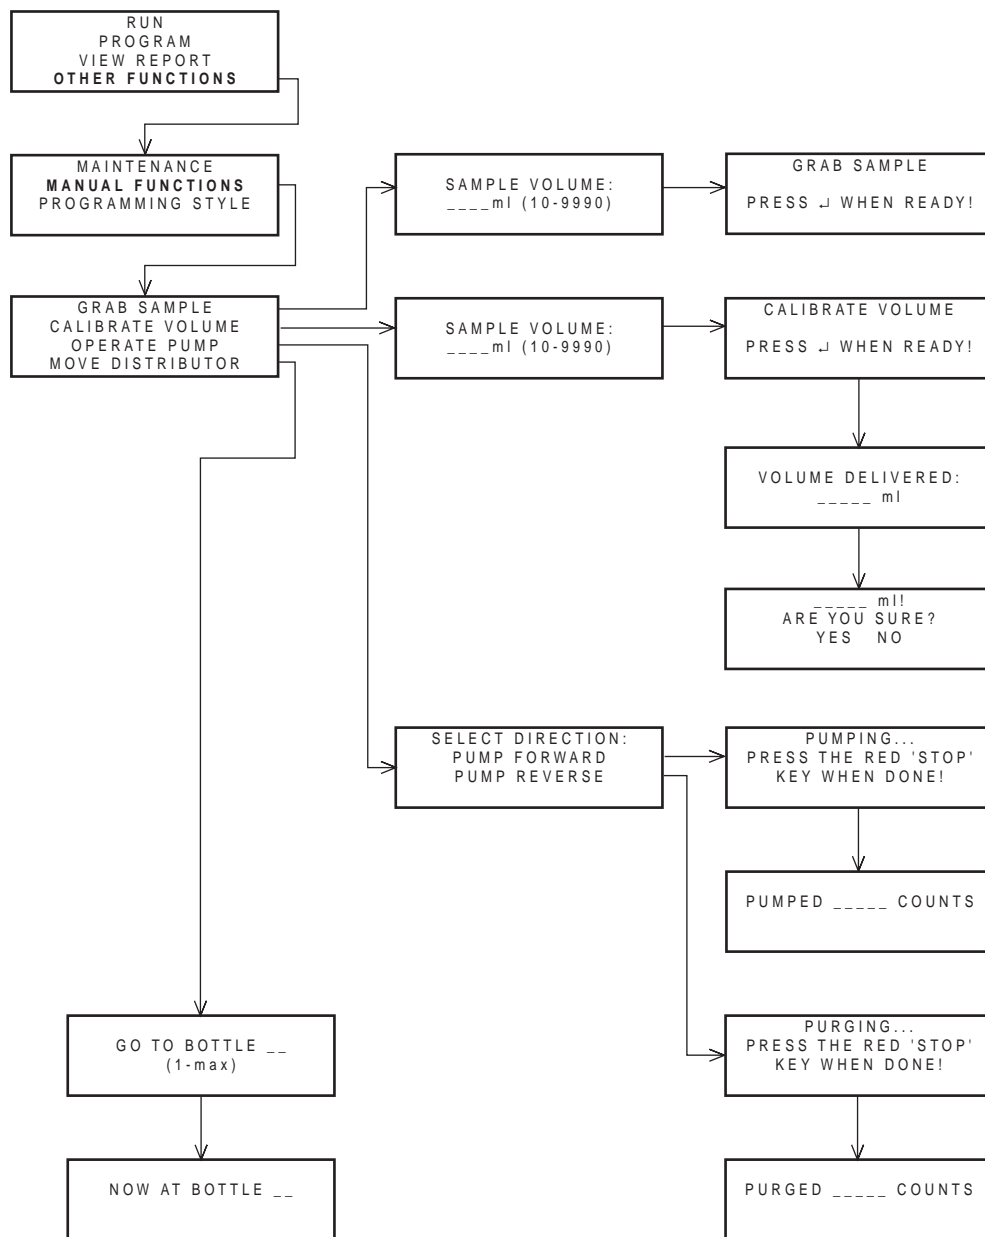 RUN
PROGRAM
VIEW REPORT
OTHER FUNCTIONS
MAINTENANCE
MANUAL FUNCTIONS
PROGRAMMING STYLE
SAMPLE VOLUME:
____ml (10-9990)
GRAB SAMPLE
PRESS ↵ WHEN READY!
GRAB SAMPLE
CALIBRATE VOLUME
OPERATE PUMP
MOVE DISTRIBUTOR
SAMPLE VOLUME:
____ml (10-9990)
CALIBRATE VOLUME
PRESS ↵ WHEN READY!
VOLUME DELIVERED:
_____ ml
_____ ml!
ARE YOU SURE?
YES NO
SELECT DIRECTION:
PUMP FORWARD
PUMP REVERSE
PUMPING...
PRESS THE RED 'STOP'
KEY WHEN DONE!
PUMPED _____ COUNTS
GO TO BOTTLE __
(1-max)
PURGING...
PRESS THE RED 'STOP'
KEY WHEN DONE!
NOW AT BOTTLE __
PURGED _____ COUNTS